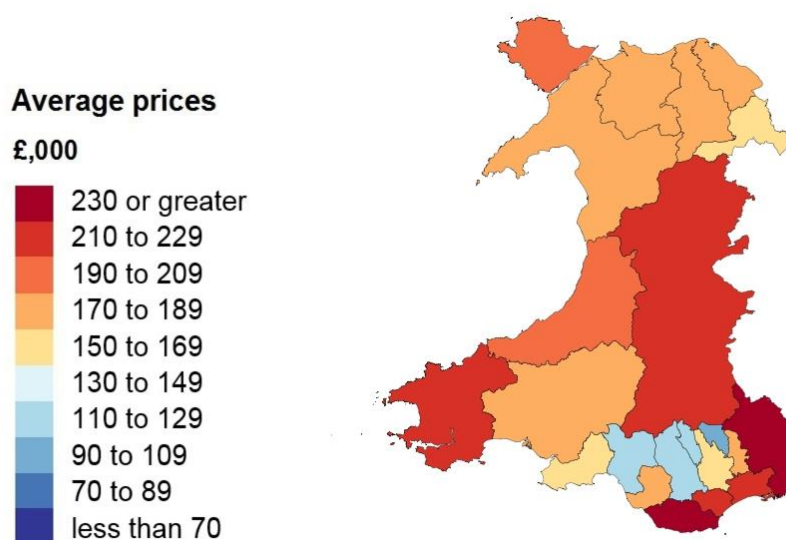 Average prices
£,000
230 or greater
210 to 229
190 to 209
170 to 189
150 to 169
130 to 149
110 to 129
90 to 109
70 to 89
less than 70